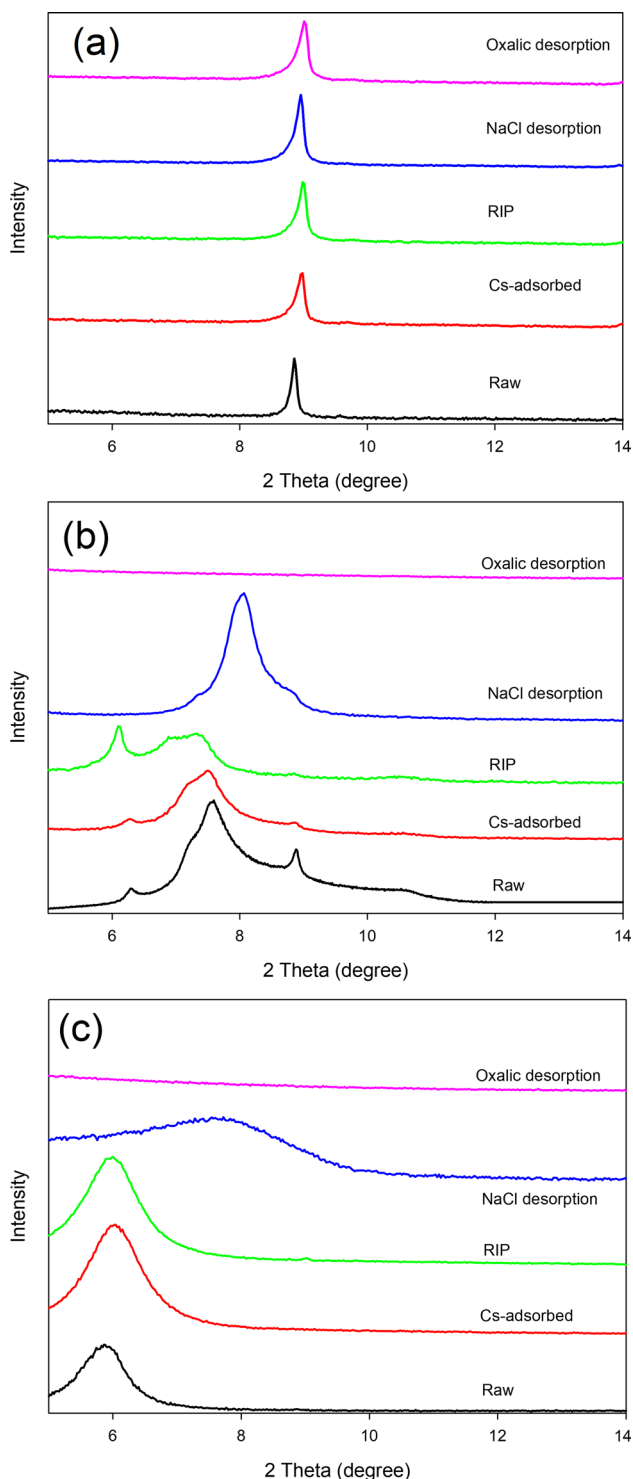 (a)
Oxalic desorption
NaCl desorption
RIP
Cs-adsorbed
Raw
Intensity
6 8 10 12 14
2 Theta (degree)
(b)
Oxalic desorption
NaCl desorption
RIP
Cs-adsorbed
Raw
Intensity
6 8 10 12 14
2 Theta (degree)
(c)
Oxalic desorption
NaCl desorption
RIP
Cs-adsorbed
Raw
Intensity
6 8 10 12 14
2 Theta (degree)